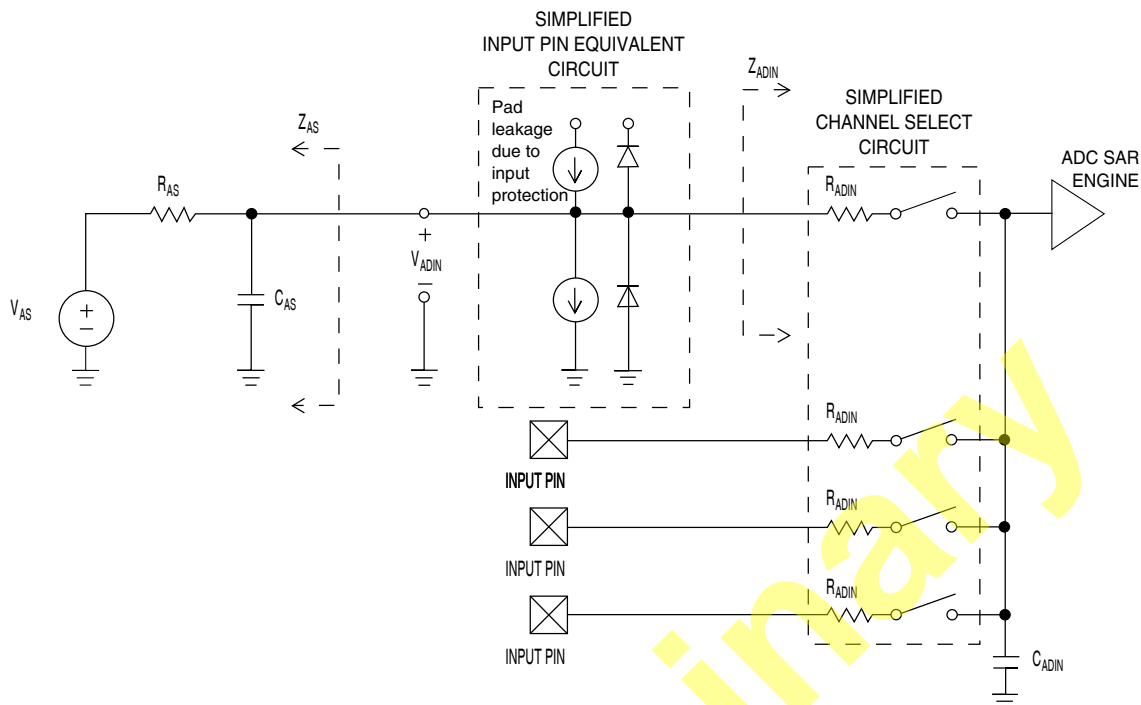 SIMPLIFIED
INPUT PIN EQUIVALENT
CIRCUIT
Pad
leakage
due to
input
protection
Z_AS
Z_ADIN
SIMPLIFIED
CHANNEL SELECT
CIRCUIT
ADC SAR
ENGINE
R_AS
R_ADIN
+
V_ADIN
–
C_AS
V_AS
+
–
R_ADIN
INPUT PIN
R_ADIN
INPUT PIN
R_ADIN
INPUT PIN
C_ADIN
inary